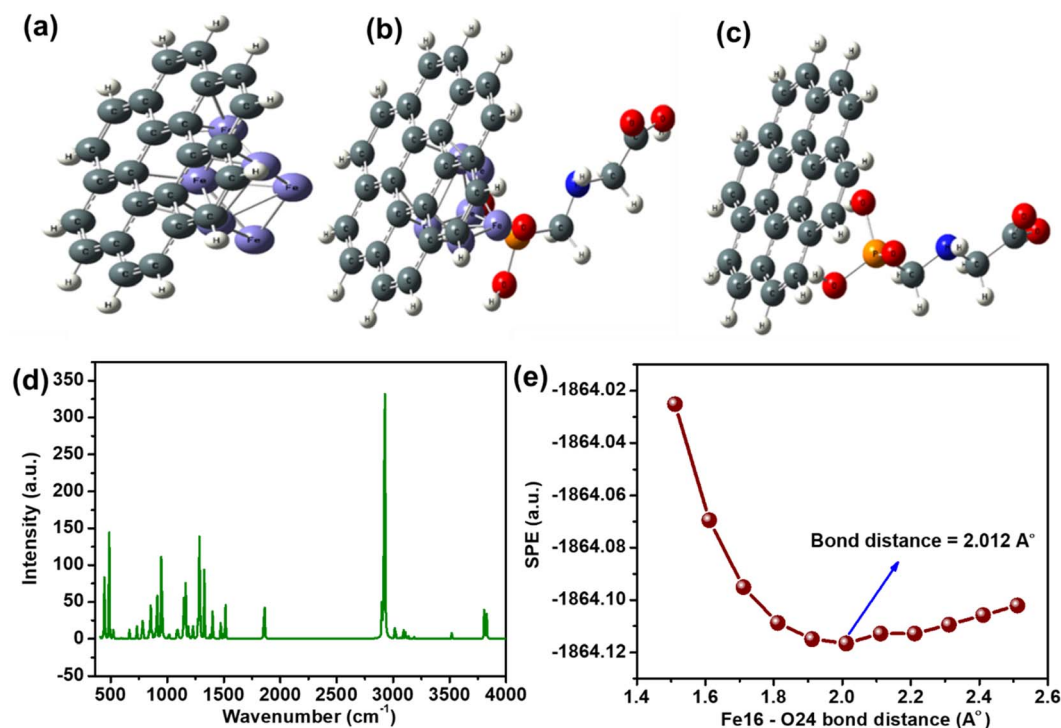 (a)
(b)
(c)
(d)
350
300
250
200
150
100
50
0
-50
Intensity (a.u.)
500 1000 1500 2000 2500 3000 3500 4000
Wavenumber (cm-1)
(e)
-1864.02
-1864.04
-1864.06
-1864.08
-1864.10
-1864.12
SPE (a.u.)
Bond distance = 2.012 A°
1.4 1.6 1.8 2.0 2.2 2.4 2.6
Fe16 - O24 bond distance (A°)